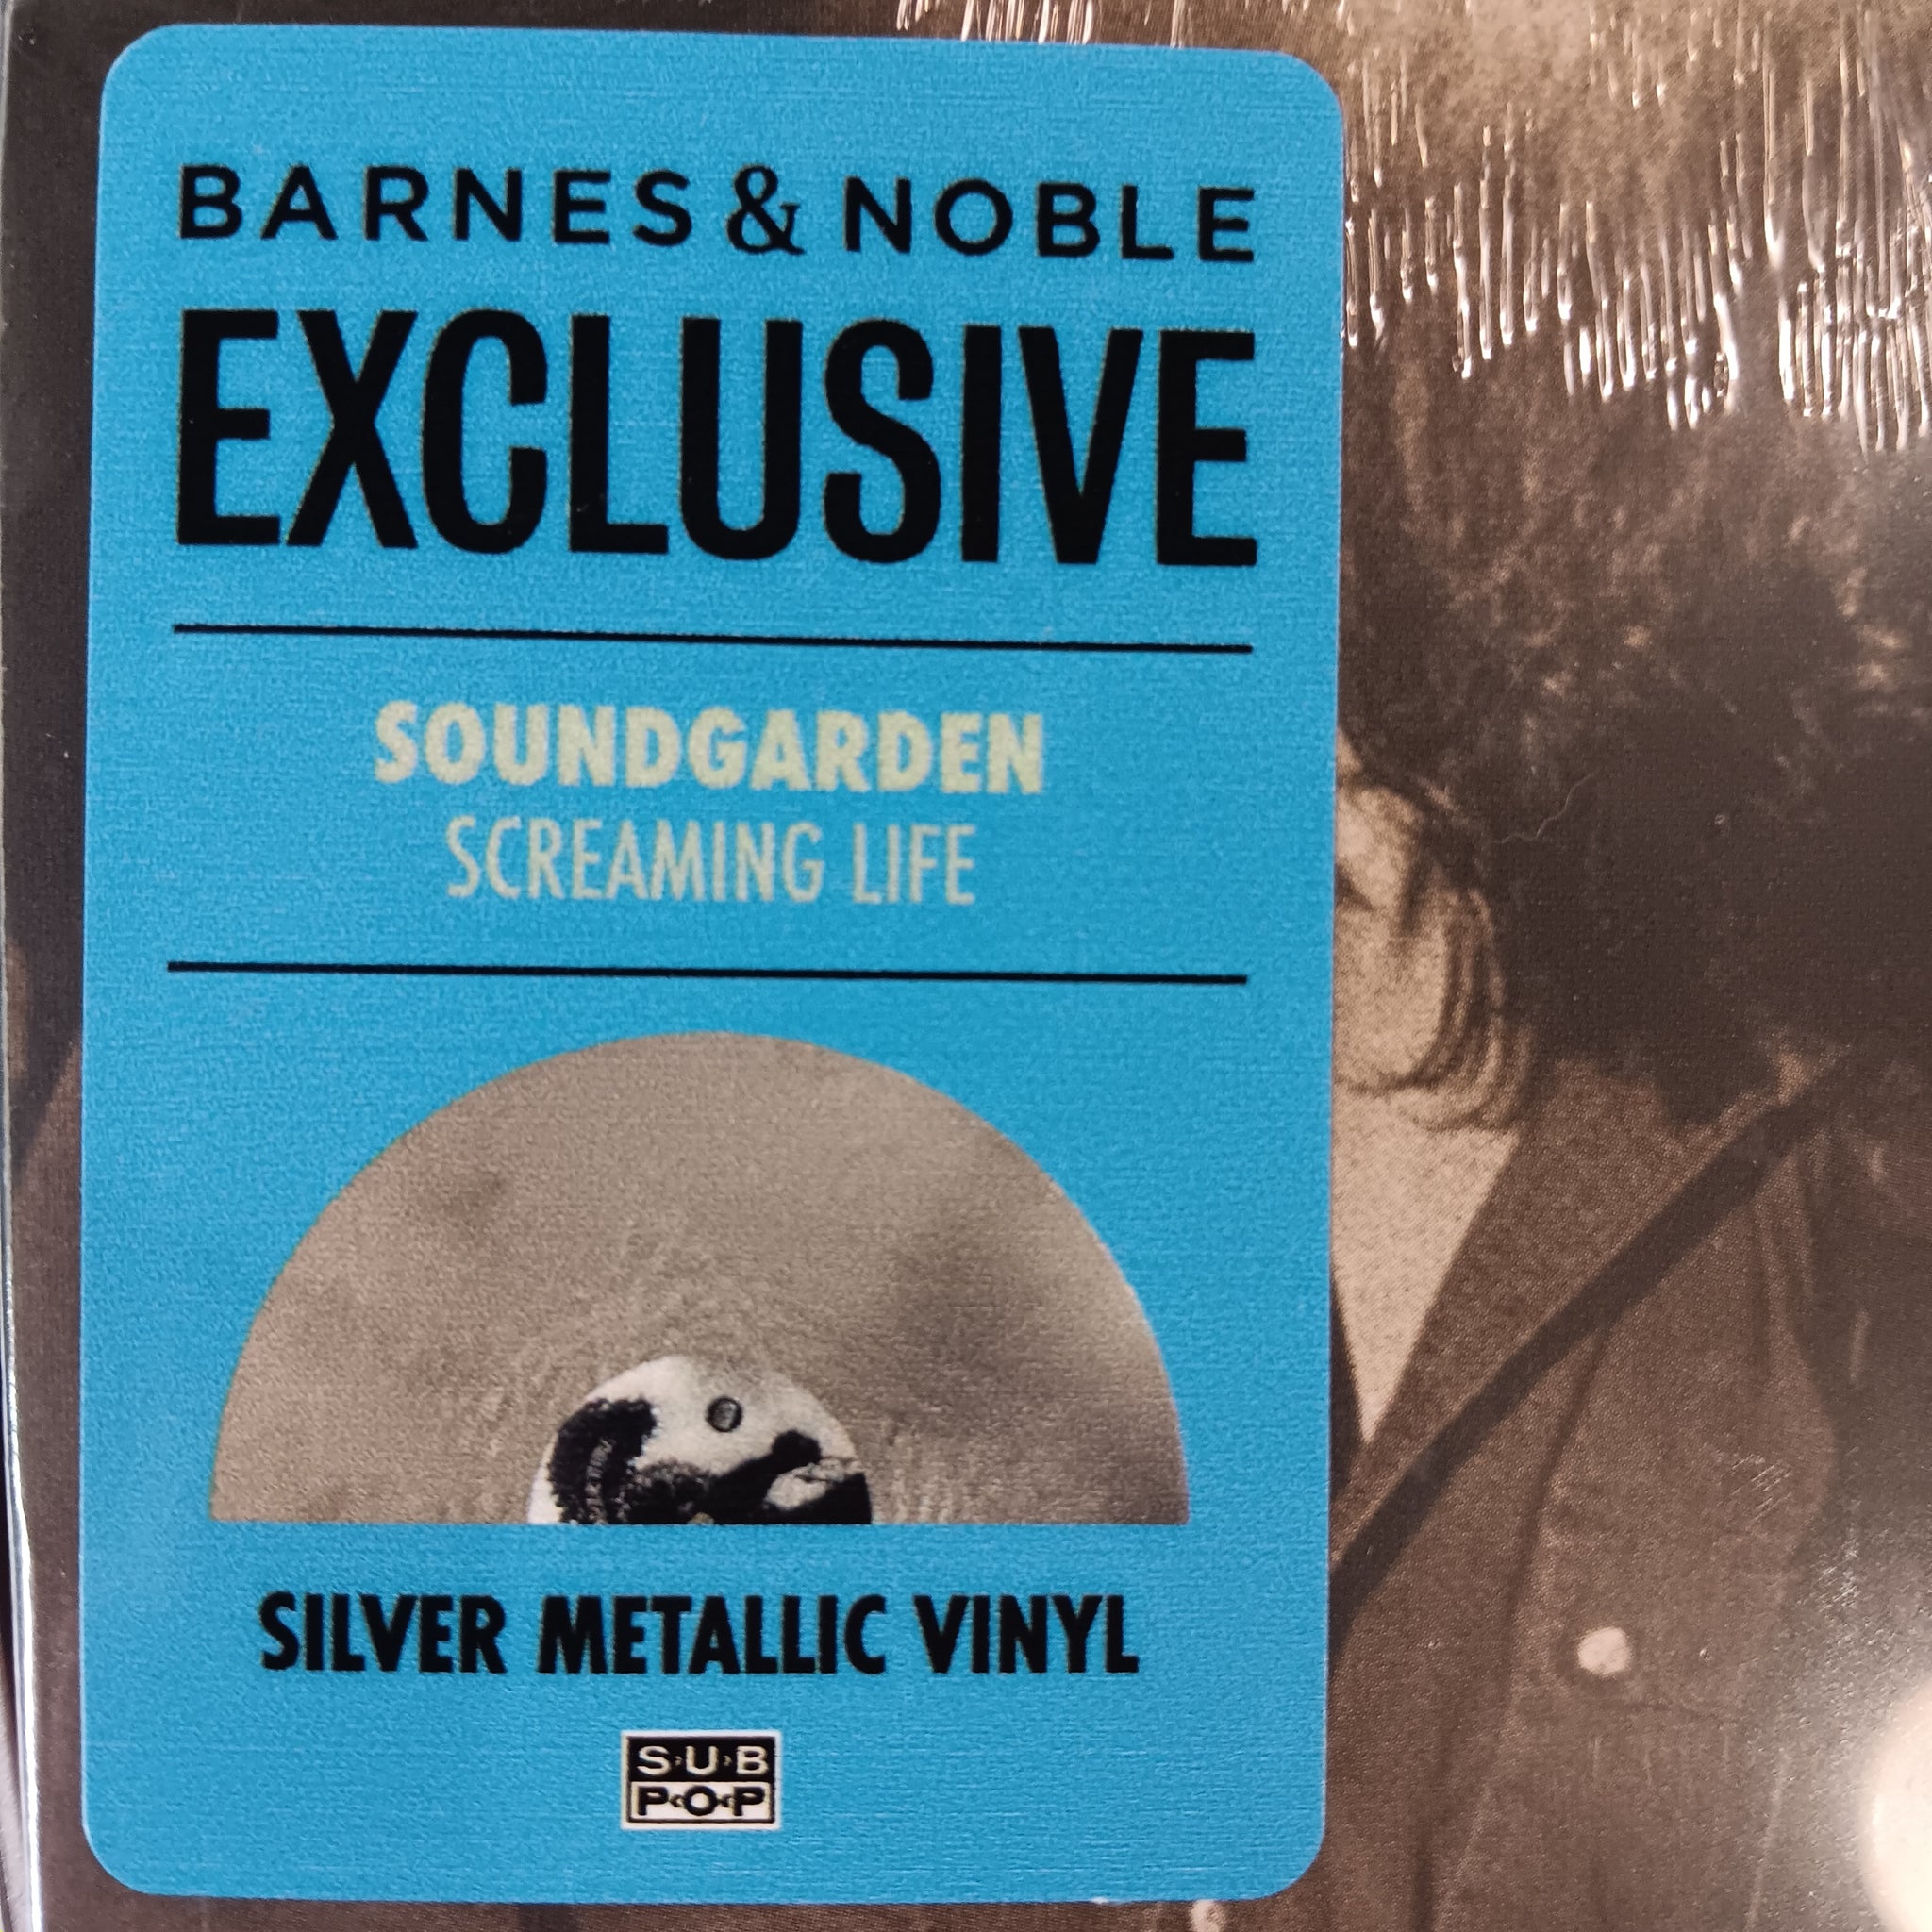 BARNES & NOBLE
EXCLUSIVE
SOUNDGARDEN
SCREAMING LIFE
SILVER METALLIC VINYL
SUB
POP